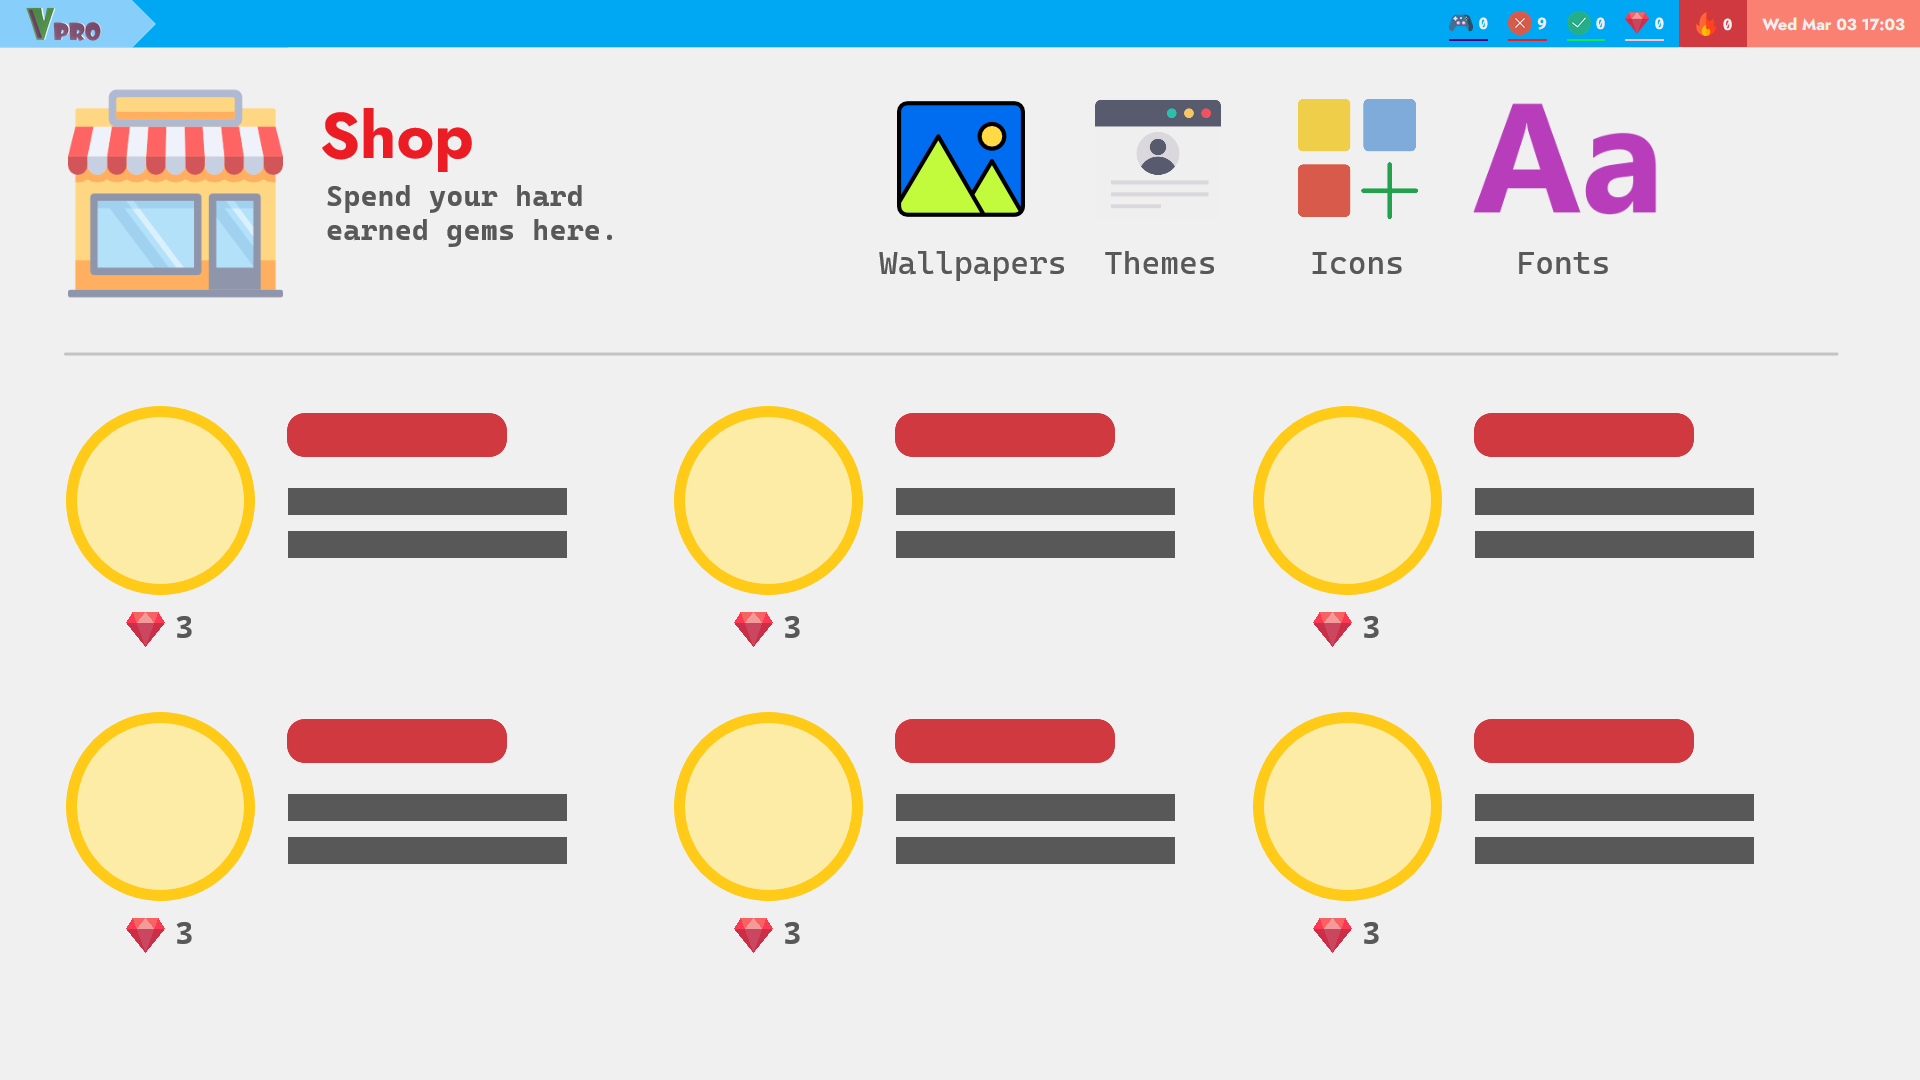 VPRO
0 9 0 0 0 Wed Mar 03 17:03
Shop
Spend your hard
earned gems here.
Aa
Wallpapers Themes Icons Fonts
3 3 3
3 3 3